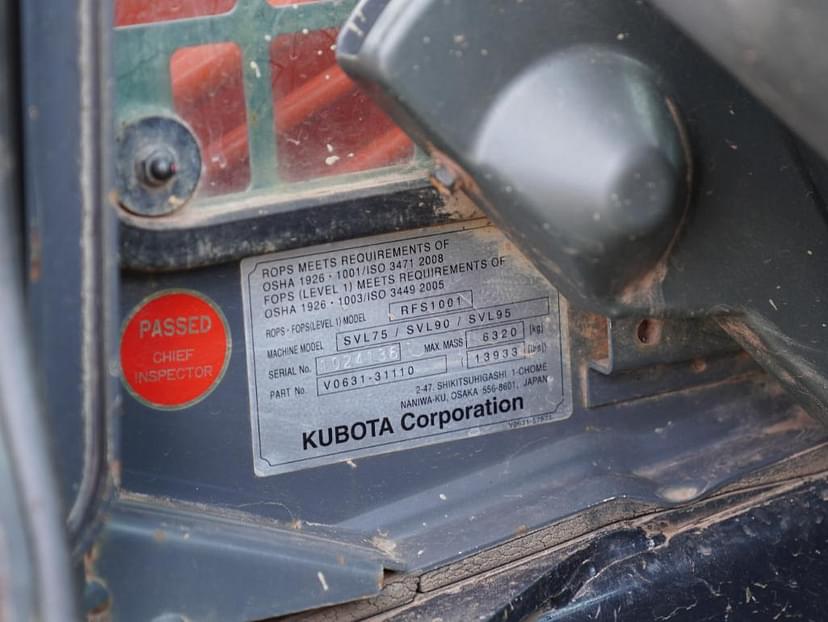 PASSED
CHIEF
INSPECTOR
ROPS MEETS REQUIREMENTS OF
OSHA 1926 · 1001/ISO 3471 2008
FOPS (LEVEL 1) MEETS REQUIREMENTS OF
OSHA 1926 · 1003/ISO 3449 2005
ROPS · FOPS(LEVEL 1) MODEL RFS1001
MACHINE MODEL SVL75 / SVL90 / SVL95
SERIAL No. MAX. MASS 6320 [kg]
13933 [lbs]
PART No. V0631-31110
2-47. SHIKITSUHIGASHI 1-CHOME
NANIWA-KU, OSAKA 556-8601, JAPAN
KUBOTA Corporation